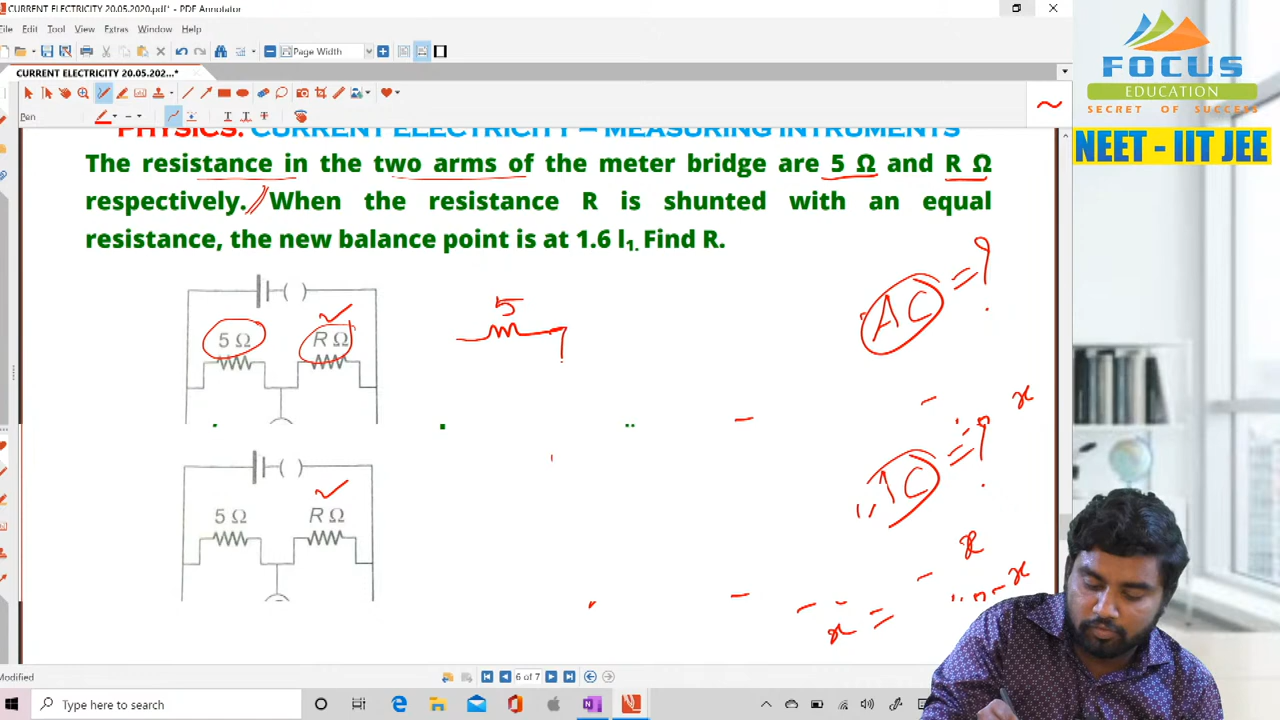 CURRENT ELECTRICITY 20.05.2020.pdf* - PDF Annotator
File Edit Tool View Extras Window Help
Page Width
CURRENT ELECTRICITY 20.05.202...*
Pen
PHYSICS: CURRENT ELECTRICITY – MEASURING INTRUMENTS
The resistance in the two arms of the meter bridge are 5 Ω and R Ω
respectively. When the resistance R is shunted with an equal
resistance, the new balance point is at 1.6 l1. Find R.
5 Ω R Ω
5
AC = ?
x
5 Ω R Ω
x
x
x =
FOCUS
EDUCATION
SECRET OF SUCCESS
NEET - IIT JEE
Modified
6 of 7
Type here to search